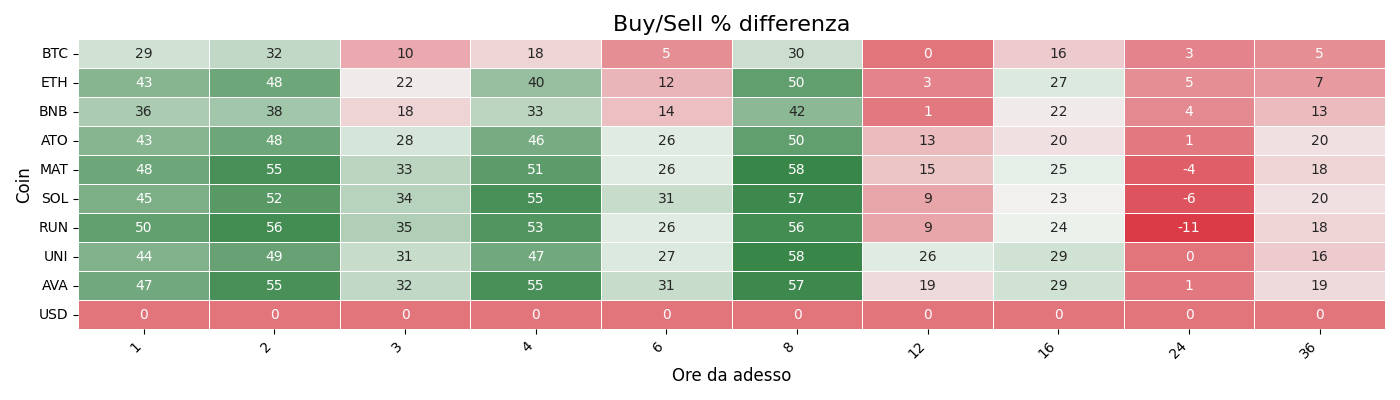 Buy/Sell % differenza
Coin
BTC 29 32 10 18 5 30 0 16 3 5
ETH 43 48 22 40 12 50 3 27 5 7
BNB 36 38 18 33 14 42 1 22 4 13
ATO 43 48 28 46 26 50 13 20 1 20
MAT 48 55 33 51 26 58 15 25 -4 18
SOL 45 52 34 55 31 57 9 23 -6 20
RUN 50 56 35 53 26 56 9 24 -11 18
UNI 44 49 31 47 27 58 26 29 0 16
AVA 47 55 32 55 31 57 19 29 1 19
USD 0 0 0 0 0 0 0 0 0 0
1 2 3 4 6 8 12 16 24 36
Ore da adesso